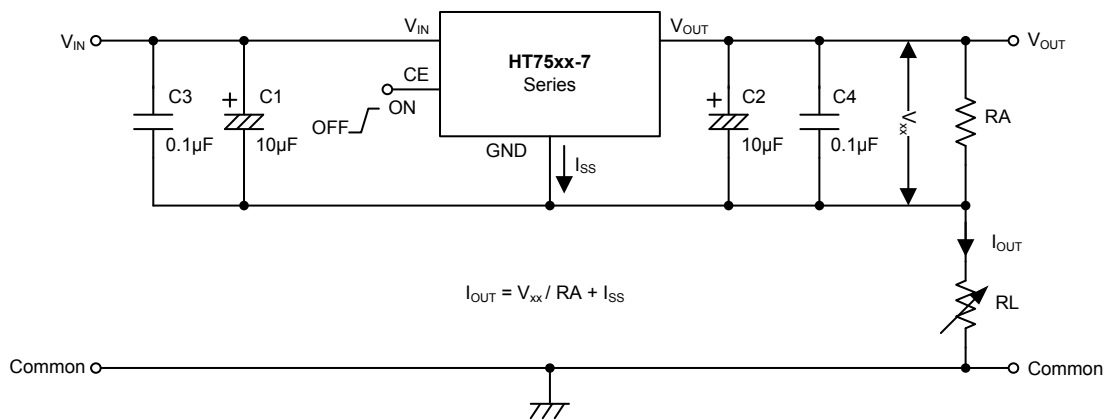 V_IN
V_IN
HT75xx-7
Series
V_OUT
V_OUT
CE
ON
OFF
C3
0.1µF
+
C1
10µF
GND
I_SS
+
C2
10µF
C4
0.1µF
V_xx
RA
I_OUT
I_OUT = V_xx / RA + I_SS
RL
Common
Common